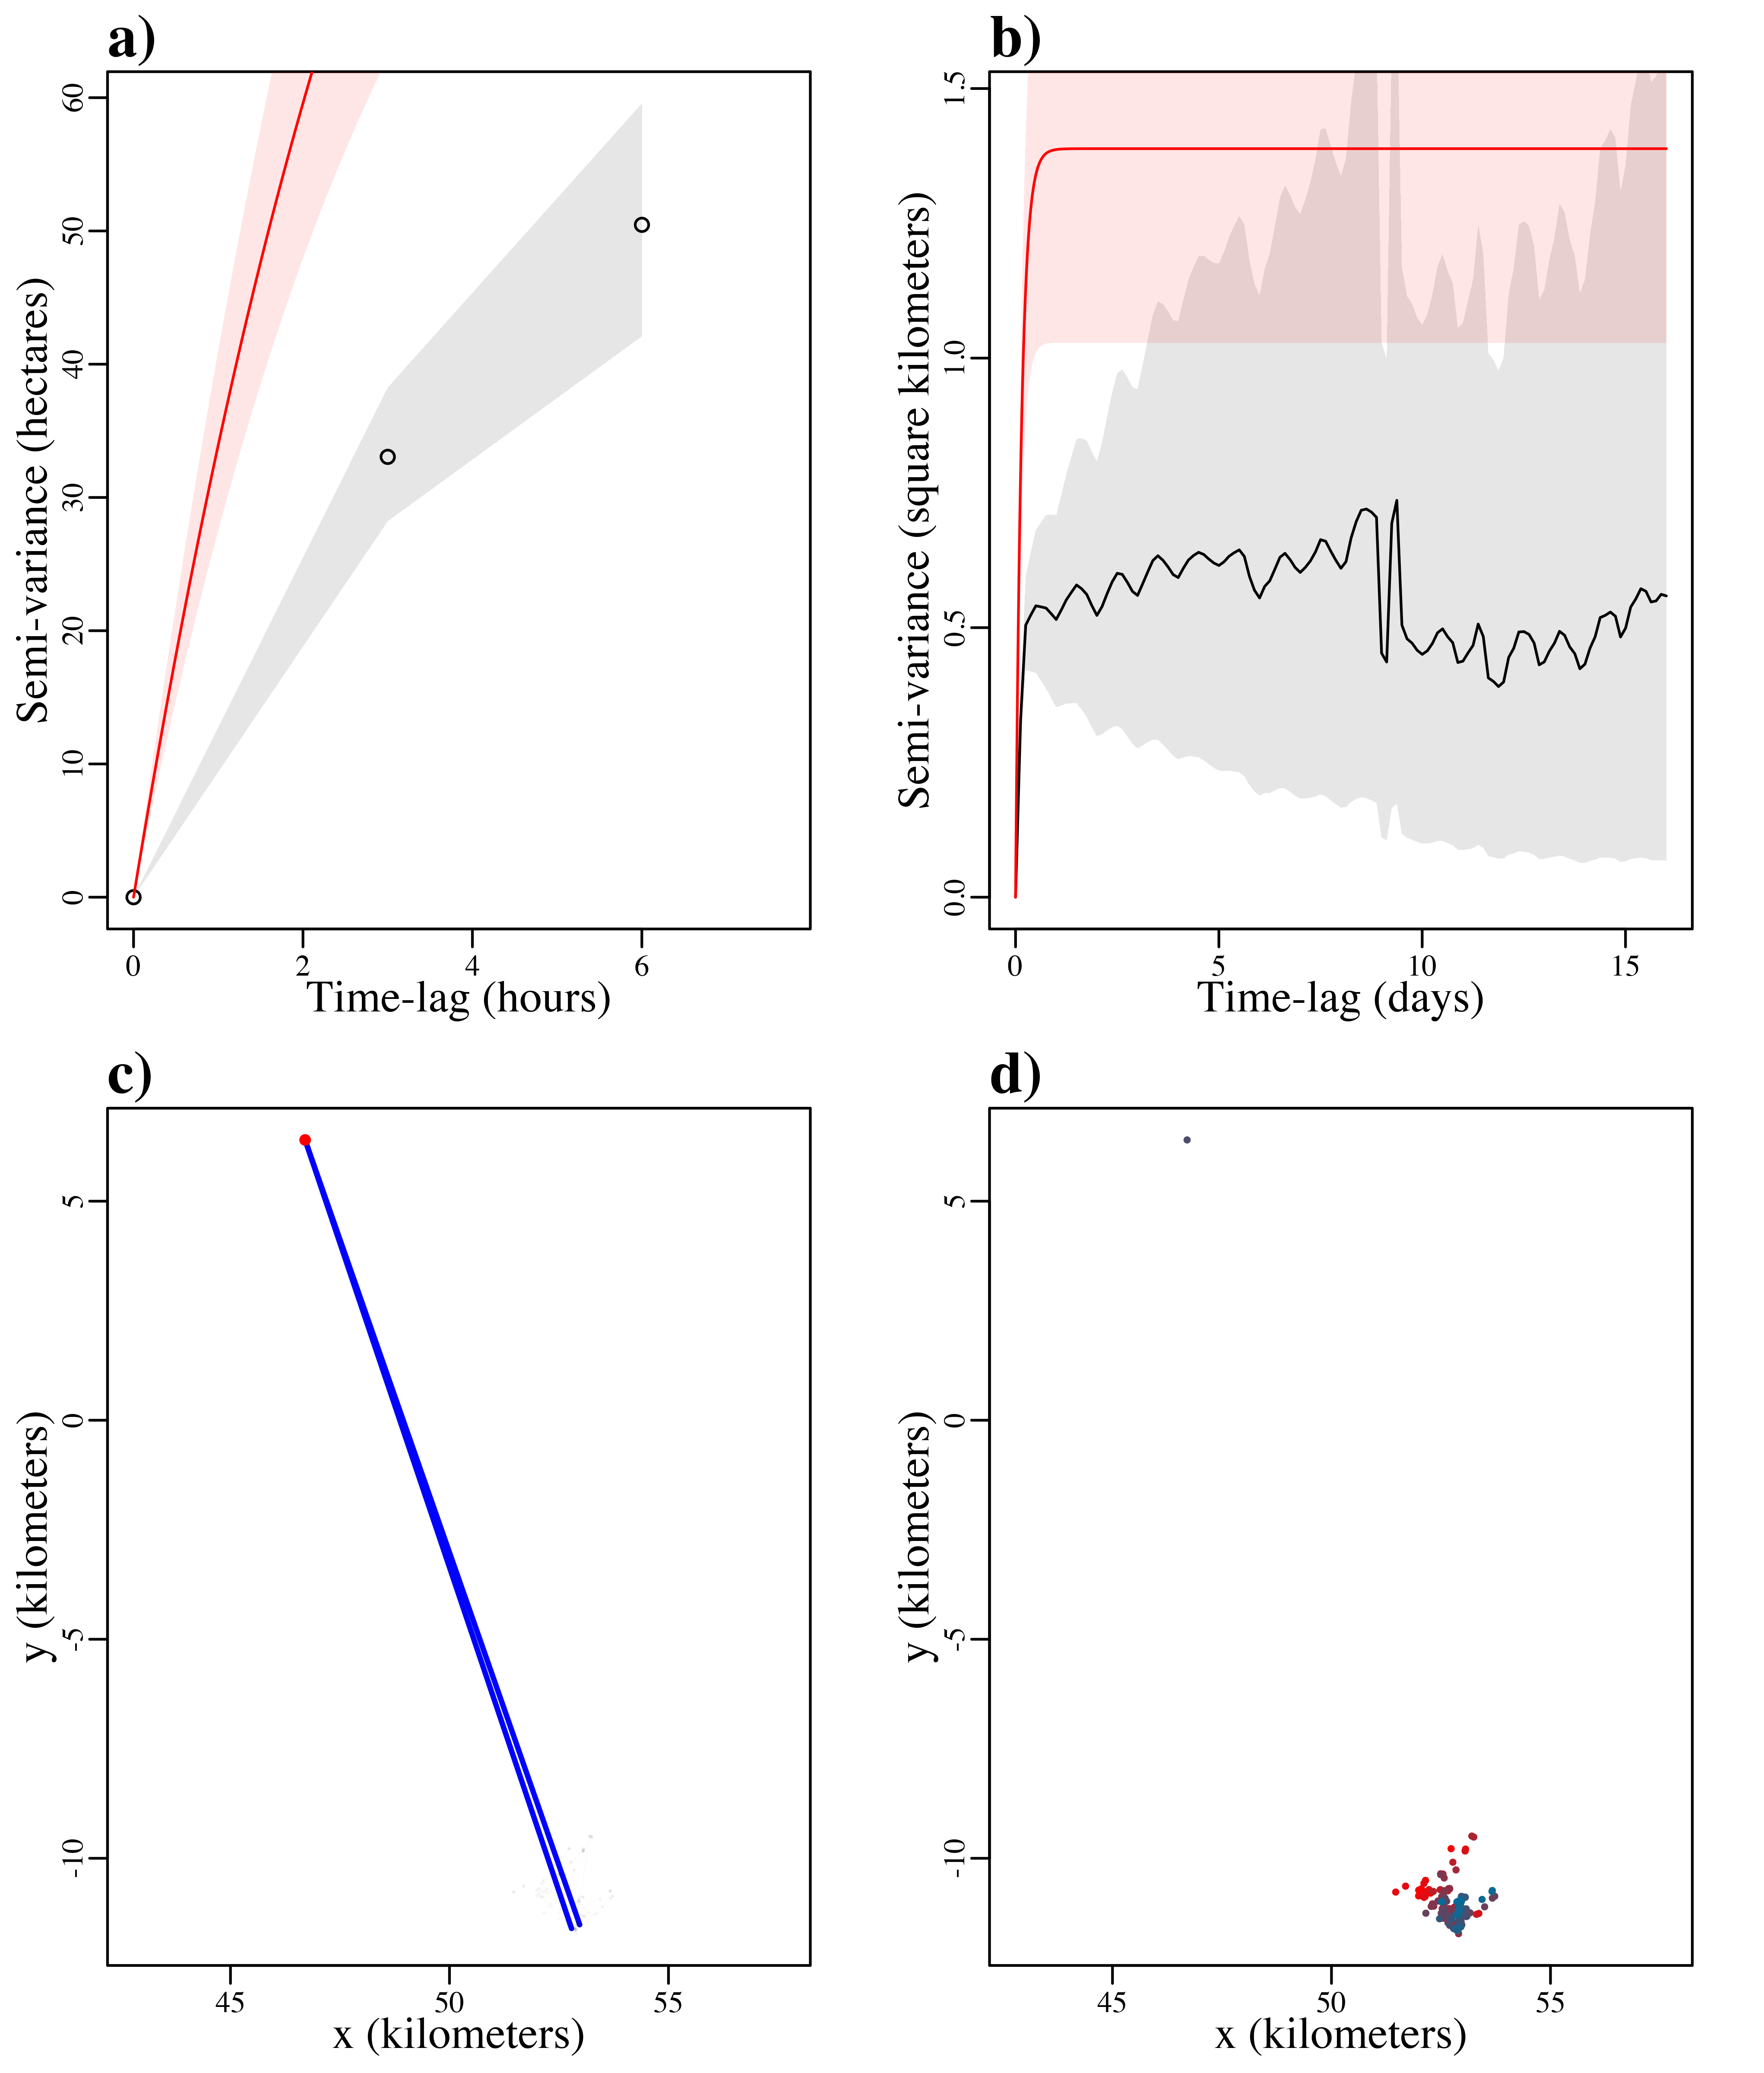 a)
Semi-variance (hectares)
60
50
40
30
20
10
0
0 2 4 6
Time-lag (hours)
b)
Semi-variance (square kilometers)
1.5
1.0
0.5
0.0
0 5 10 15
Time-lag (days)
c)
y (kilometers)
5
0
-5
-10
45 50 55
x (kilometers)
d)
y (kilometers)
5
0
-5
-10
45 50 55
x (kilometers)